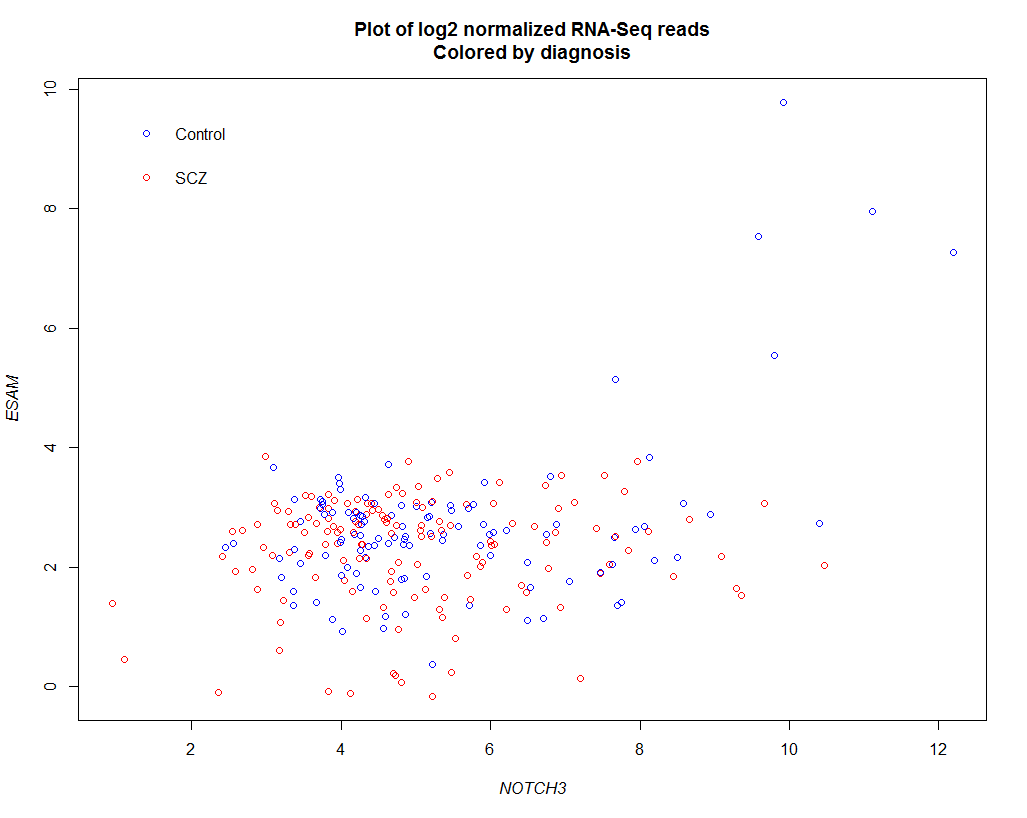 Plot of log2 normalized RNA-Seq reads
Colored by diagnosis
Control
SCZ
10
8
6
4
2
0
ESAM
2 4 6 8 10 12
NOTCH3